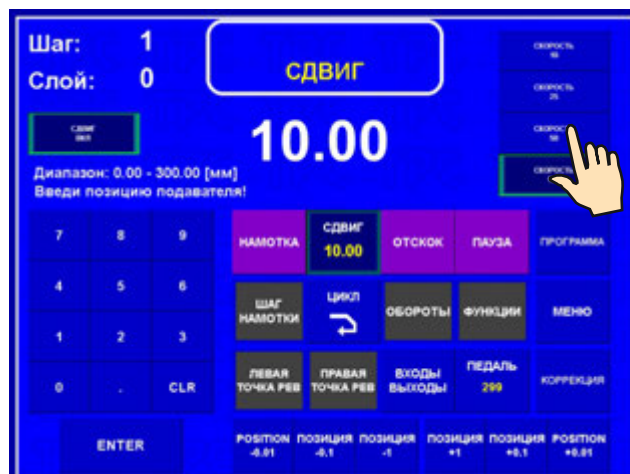 Шаг: 1
Слой: 0
СДВИГ
СКОРОСТЬ
10
СКОРОСТЬ
25
СКОРОСТЬ
50
СДВИГ
ВКЛ
10.00
Диапазон: 0.00 - 300.00 [мм]
Введи позицию подавателя!
7 8 9
НАМОТКА
СДВИГ
10.00
ОТСКОК
ПАУЗА
ПРОГРАММА
4 5 6
ШАГ
НАМОТКИ
ЦИКЛ
ОБОРОТЫ
ФУНКЦИИ
МЕНЮ
1 2 3
ЛЕВАЯ
ТОЧКА РЕВ
ПРАВАЯ
ТОЧКА РЕВ
ВХОДЫ
ВЫХОДЫ
ПЕДАЛЬ
299
КОРРЕКЦИЯ
0 . CLR
ENTER
POSITION
-0.01
ПОЗИЦИЯ
-0.1
ПОЗИЦИЯ
-1
ПОЗИЦИЯ
+1
ПОЗИЦИЯ
+0.1
POSITION
+0.01